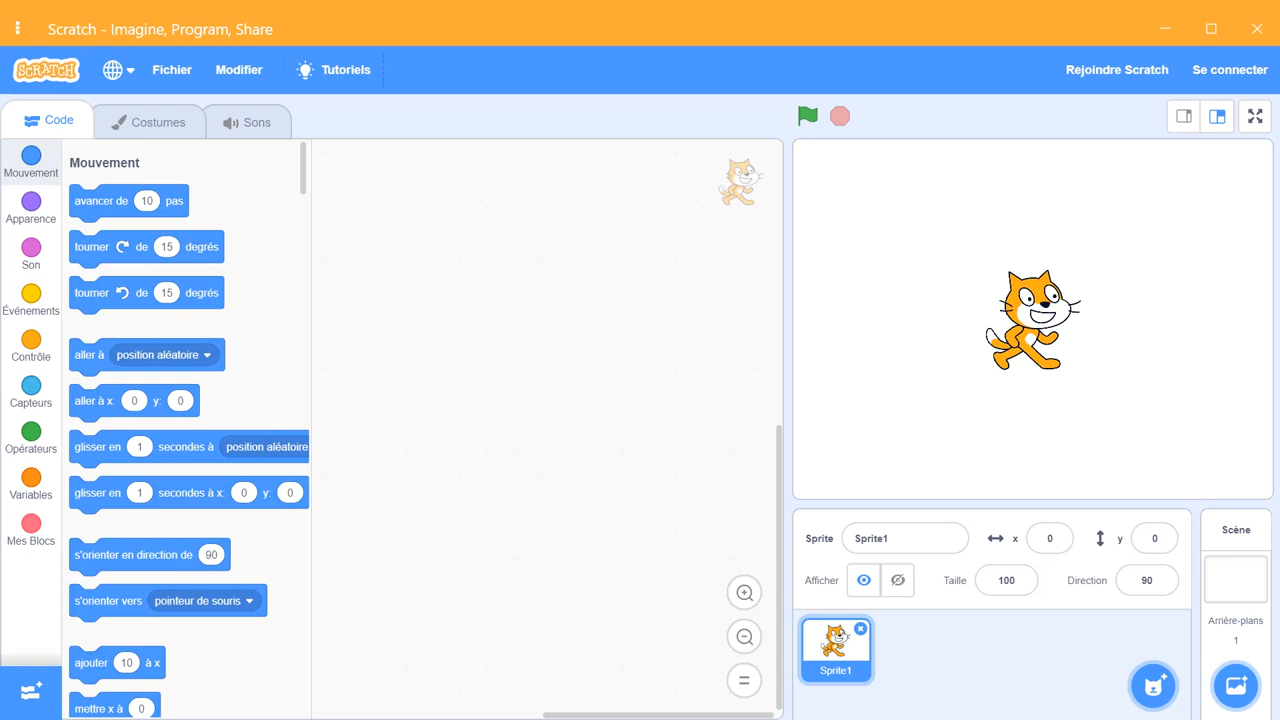 Scratch - Imagine, Program, Share
SCRATCH Fichier Modifier Tutoriels Rejoindre Scratch Se connecter
Code Costumes Sons
Mouvement
Apparence
Son
Événements
Contrôle
Capteurs
Opérateurs
Variables
Mes Blocs
Mouvement
avancer de 10 pas
tourner de 15 degrés
tourner de 15 degrés
aller à position aléatoire
aller à x: 0 y: 0
glisser en 1 secondes à position aléatoire
glisser en 1 secondes à x: 0 y: 0
s'orienter en direction de 90
s'orienter vers pointeur de souris
ajouter 10 à x
mettre x à 0
Sprite Sprite1 x 0 y 0
Afficher Taille 100 Direction 90
Sprite1
Scène
Arrière-plans
1